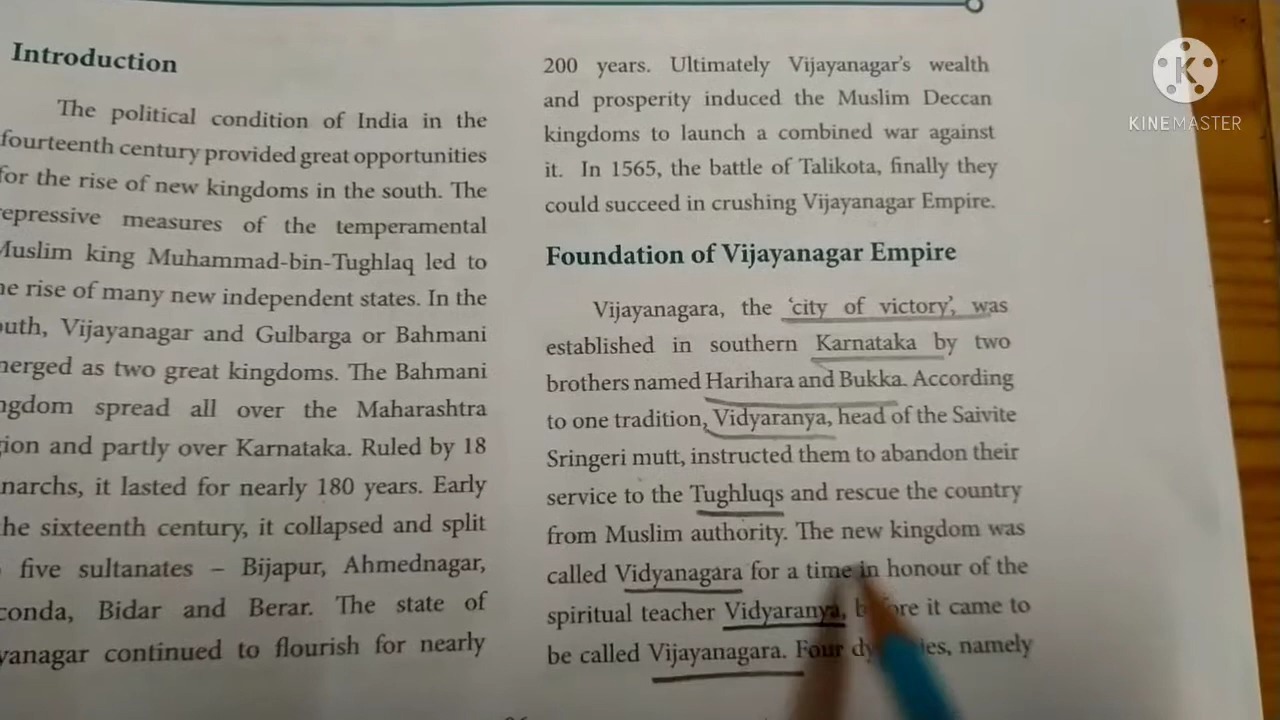 Introduction
The political condition of India in the
fourteenth century provided great opportunities
for the rise of new kingdoms in the south. The
repressive measures of the temperamental
Muslim king Muhammad-bin-Tughlaq led to
the rise of many new independent states. In the
south, Vijayanagar and Gulbarga or Bahmani
merged as two great kingdoms. The Bahmani
ngdom spread all over the Maharashtra
gion and partly over Karnataka. Ruled by 18
narchs, it lasted for nearly 180 years. Early
the sixteenth century, it collapsed and split
five sultanates – Bijapur, Ahmednagar,
conda, Bidar and Berar. The state of
yanagar continued to flourish for nearly
200 years. Ultimately Vijayanagar's wealth
and prosperity induced the Muslim Deccan
kingdoms to launch a combined war against
it. In 1565, the battle of Talikota, finally they
could succeed in crushing Vijayanagar Empire.
Foundation of Vijayanagar Empire
Vijayanagara, the 'city of victory', was
established in southern Karnataka by two
brothers named Harihara and Bukka. According
to one tradition, Vidyaranya, head of the Saivite
Sringeri mutt, instructed them to abandon their
service to the Tughluqs and rescue the country
from Muslim authority. The new kingdom was
called Vidyanagara for a time in honour of the
spiritual teacher Vidyaranya, before it came to
be called Vijayanagara. Four namely
KINEMASTER